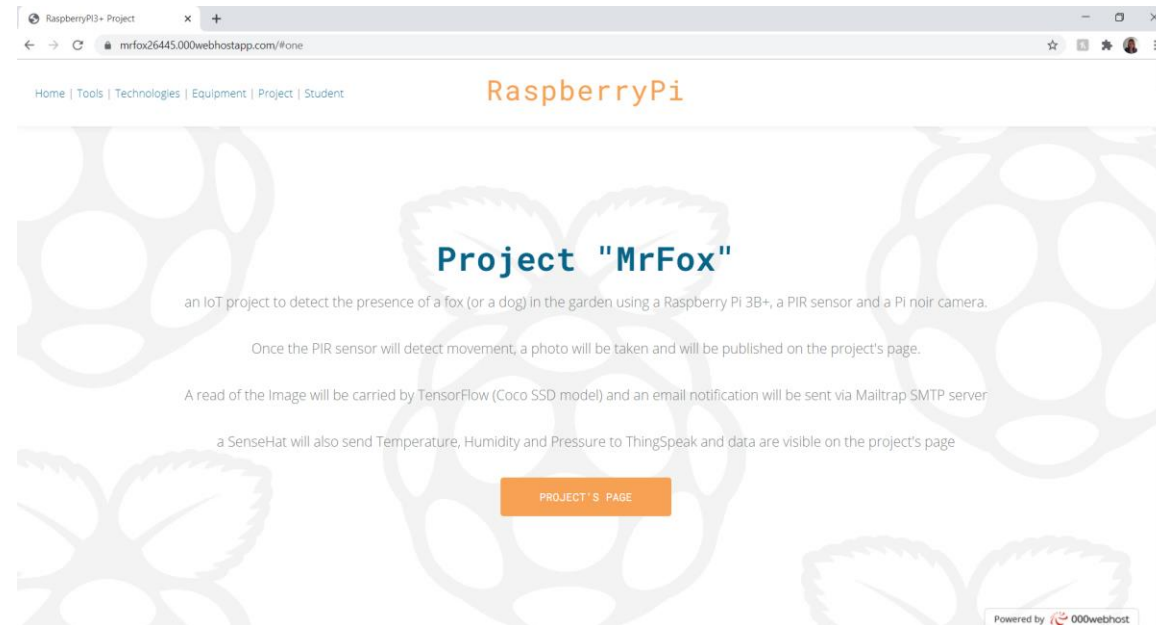 RaspberryPI3+ Project
mrfox26445.000webhostapp.com/#one
Home | Tools | Technologies | Equipment | Project | Student
RaspberryPi
Project "MrFox"
an IoT project to detect the presence of a fox (or a dog) in the garden using a Raspberry Pi 3B+, a PIR sensor and a Pi noir camera.
Once the PIR sensor will detect movement, a photo will be taken and will be published on the project's page.
A read of the Image will be carried by TensorFlow (Coco SSD model) and an email notification will be sent via Mailtrap SMTP server
a SenseHat will also send Temperature, Humidity and Pressure to ThingSpeak and data are visible on the project's page
PROJECT'S PAGE
Powered by 000webhost